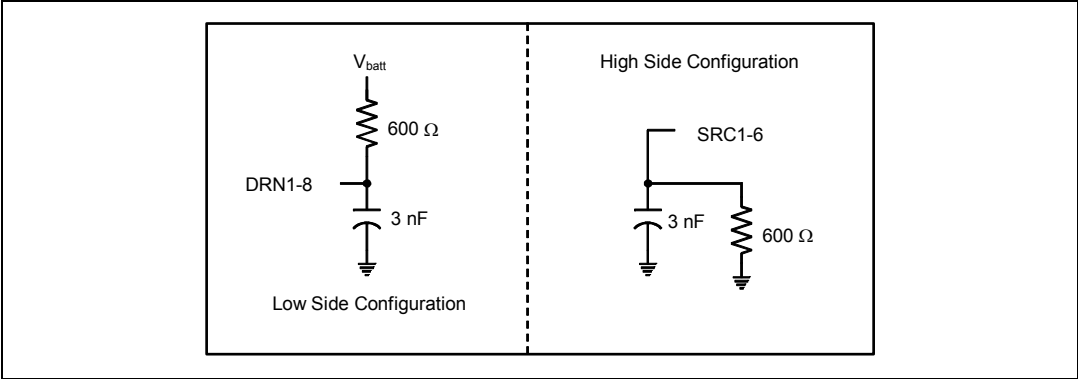 V_batt
600 Ω
DRN1-8
3 nF
Low Side Configuration
High Side Configuration
SRC1-6
3 nF
600 Ω